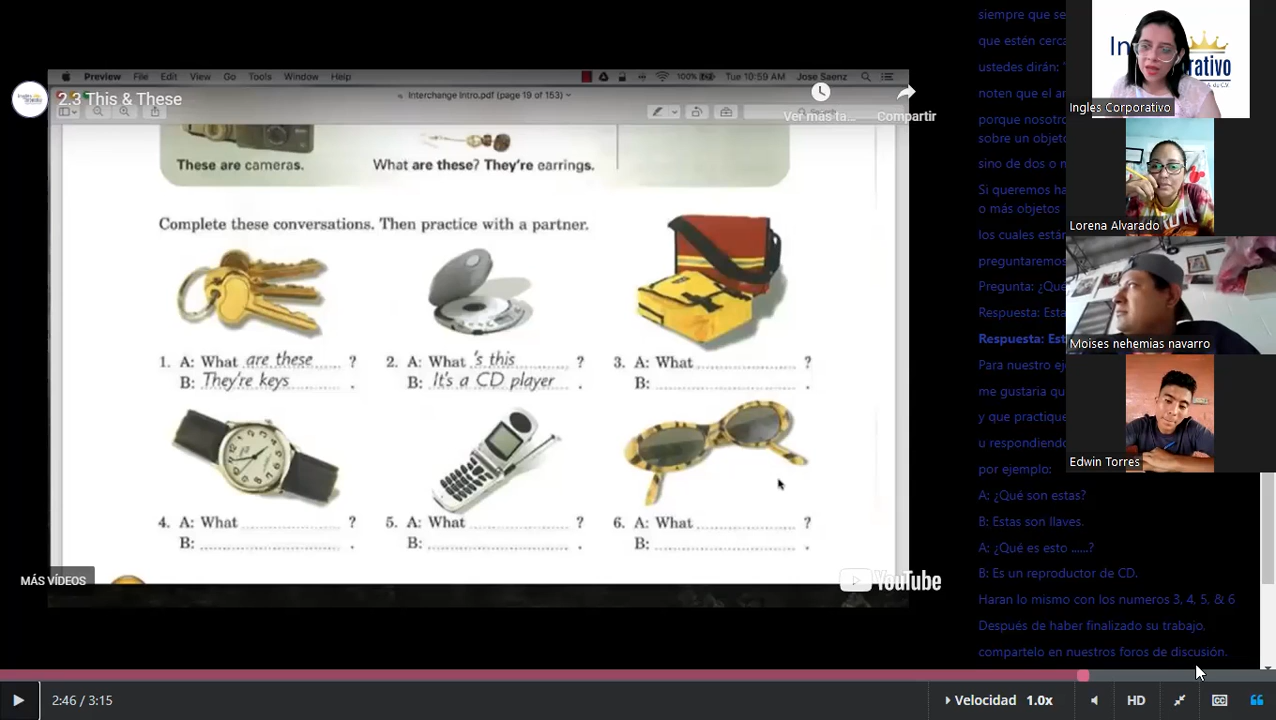 Preview File Edit View Go Tools Window Help
100% Tue 10:59 AM Jose Saenz
Interchange Intro.pdf (page 19 of 153)
2.3 This & These
Ver más ta...
Compartir
These are cameras.
What are these? They're earrings.
Complete these conversations. Then practice with a partner.
1. A: What are these ?
B: They're keys .
2. A: What 's this ?
B: It's a CD player .
3. A: What ?
B: .
4. A: What ?
B: .
5. A: What ?
B: .
6. A: What ?
B: .
MÁS VÍDEOS
YouTube
2:46 / 3:15
Velocidad 1.0x
HD
siempre que se
que estén cerca
ustedes dirán:
noten que el
porque nosotro
sobre un objeto
sino de dos o
Si queremos ha
o más objetos
los cuales están
preguntaremos
Pregunta: ¿Qué
Respuesta: Esta
Respuesta: Est
Para nuestro
me gustaria qu
y que practique
u respondiendo
por ejemplo:
A: ¿Qué son estas?
B: Estas son llaves.
A: ¿Qué es esto ......?
B: Es un reproductor de CD.
Haran lo mismo con los numeros 3, 4, 5, & 6
Después de haber finalizado su trabajo.
compartelo en nuestros foros de discusión.
Ingles Corporativo
Lorena Alvarado
Moises nehemias navarro
Edwin Torres